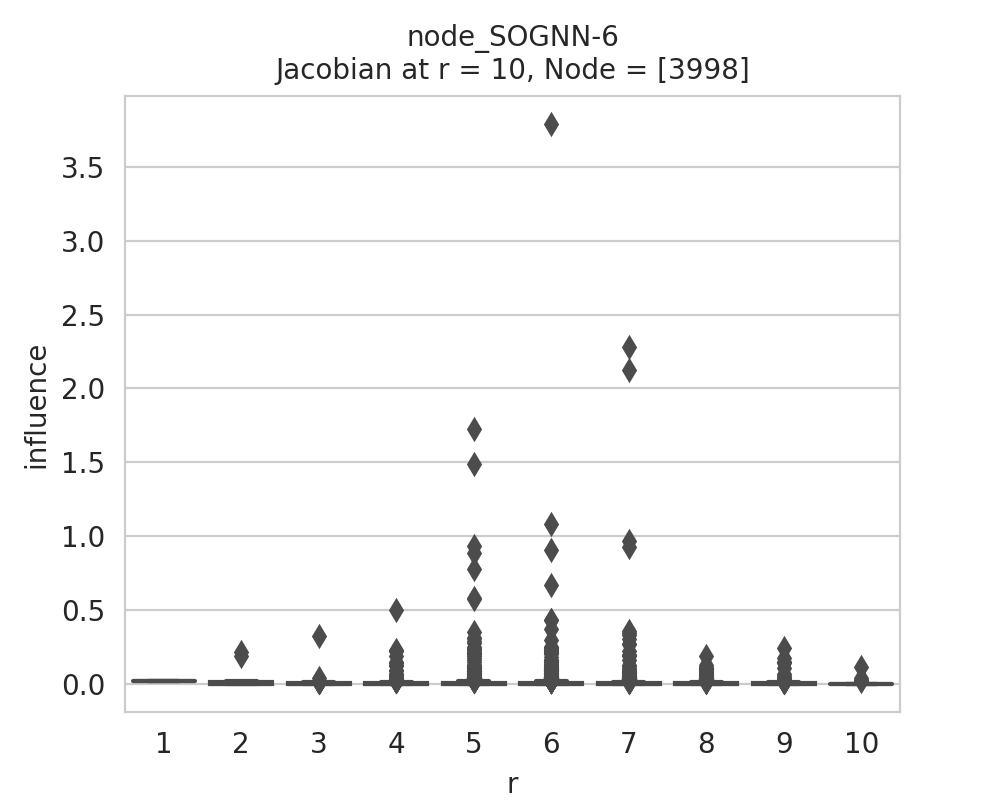 node_SOGNN-6
Jacobian at r = 10, Node = [3998]
influence
3.5
3.0
2.5
2.0
1.5
1.0
0.5
0.0
1 2 3 4 5 6 7 8 9 10
r